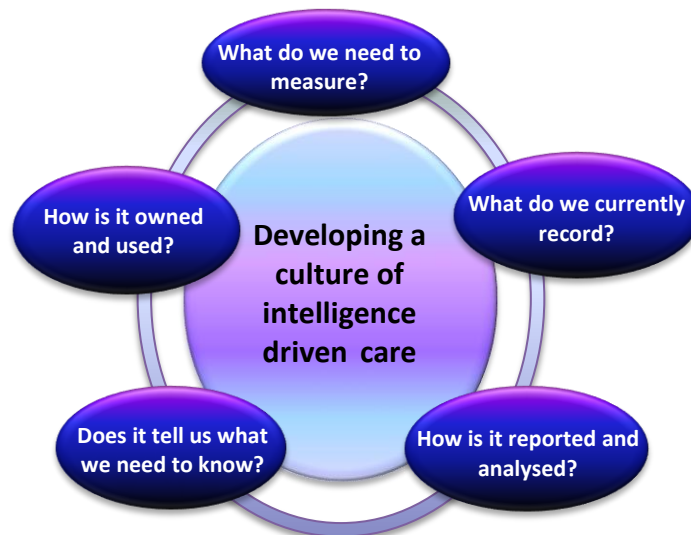 What do we need to
measure?
What do we currently
record?
How is it reported and
analysed?
Does it tell us what
we need to know?
How is it owned
and used?
Developing a
culture of
intelligence
driven care